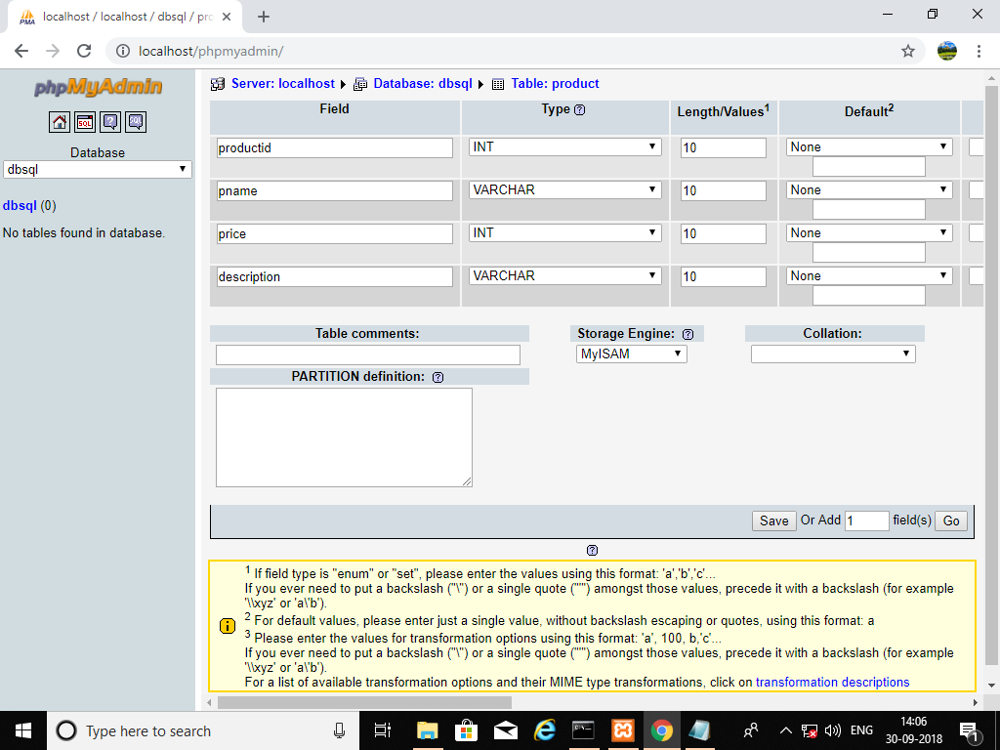 PMA
localhost / localhost / dbsql / pro
localhost/phpmyadmin/
phpMyAdmin
SQL
Database
dbsql
dbsql (0)
No tables found in database.
Server: localhost Database: dbsql Table: product
Field Type Length/Values1 Default2
productid INT 10 None
pname VARCHAR 10 None
price INT 10 None
description VARCHAR 10 None
Table comments: Storage Engine: Collation:
MyISAM
PARTITION definition:
Save Or Add 1 field(s) Go
1 If field type is "enum" or "set", please enter the values using this format: 'a','b','c'...
If you ever need to put a backslash ("\") or a single quote ("'") amongst those values, precede it with a backslash (for example
'\\xyz' or 'a\'b').
2 For default values, please enter just a single value, without backslash escaping or quotes, using this format: a
3 Please enter the values for transformation options using this format: 'a', 100, b,'c'...
If you ever need to put a backslash ("\") or a single quote ("'") amongst those values, precede it with a backslash (for example
'\\xyz' or 'a\'b').
For a list of available transformation options and their MIME type transformations, click on transformation descriptions
Type here to search
ENG
14:06
30-09-2018
1